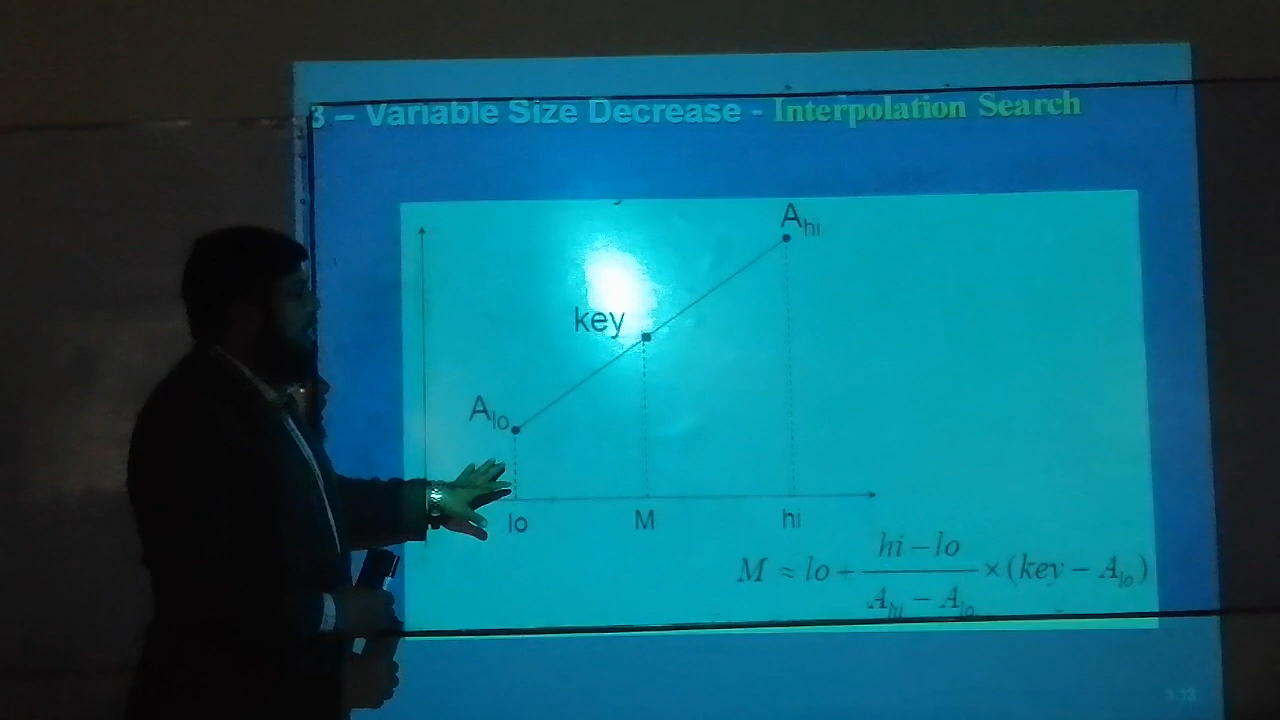 3 – Variable Size Decrease - Interpolation Search
A_hi
key
A_lo
lo M hi
M ≈ lo + (hi – lo) / (A_hi – A_lo) × (key – A_lo)